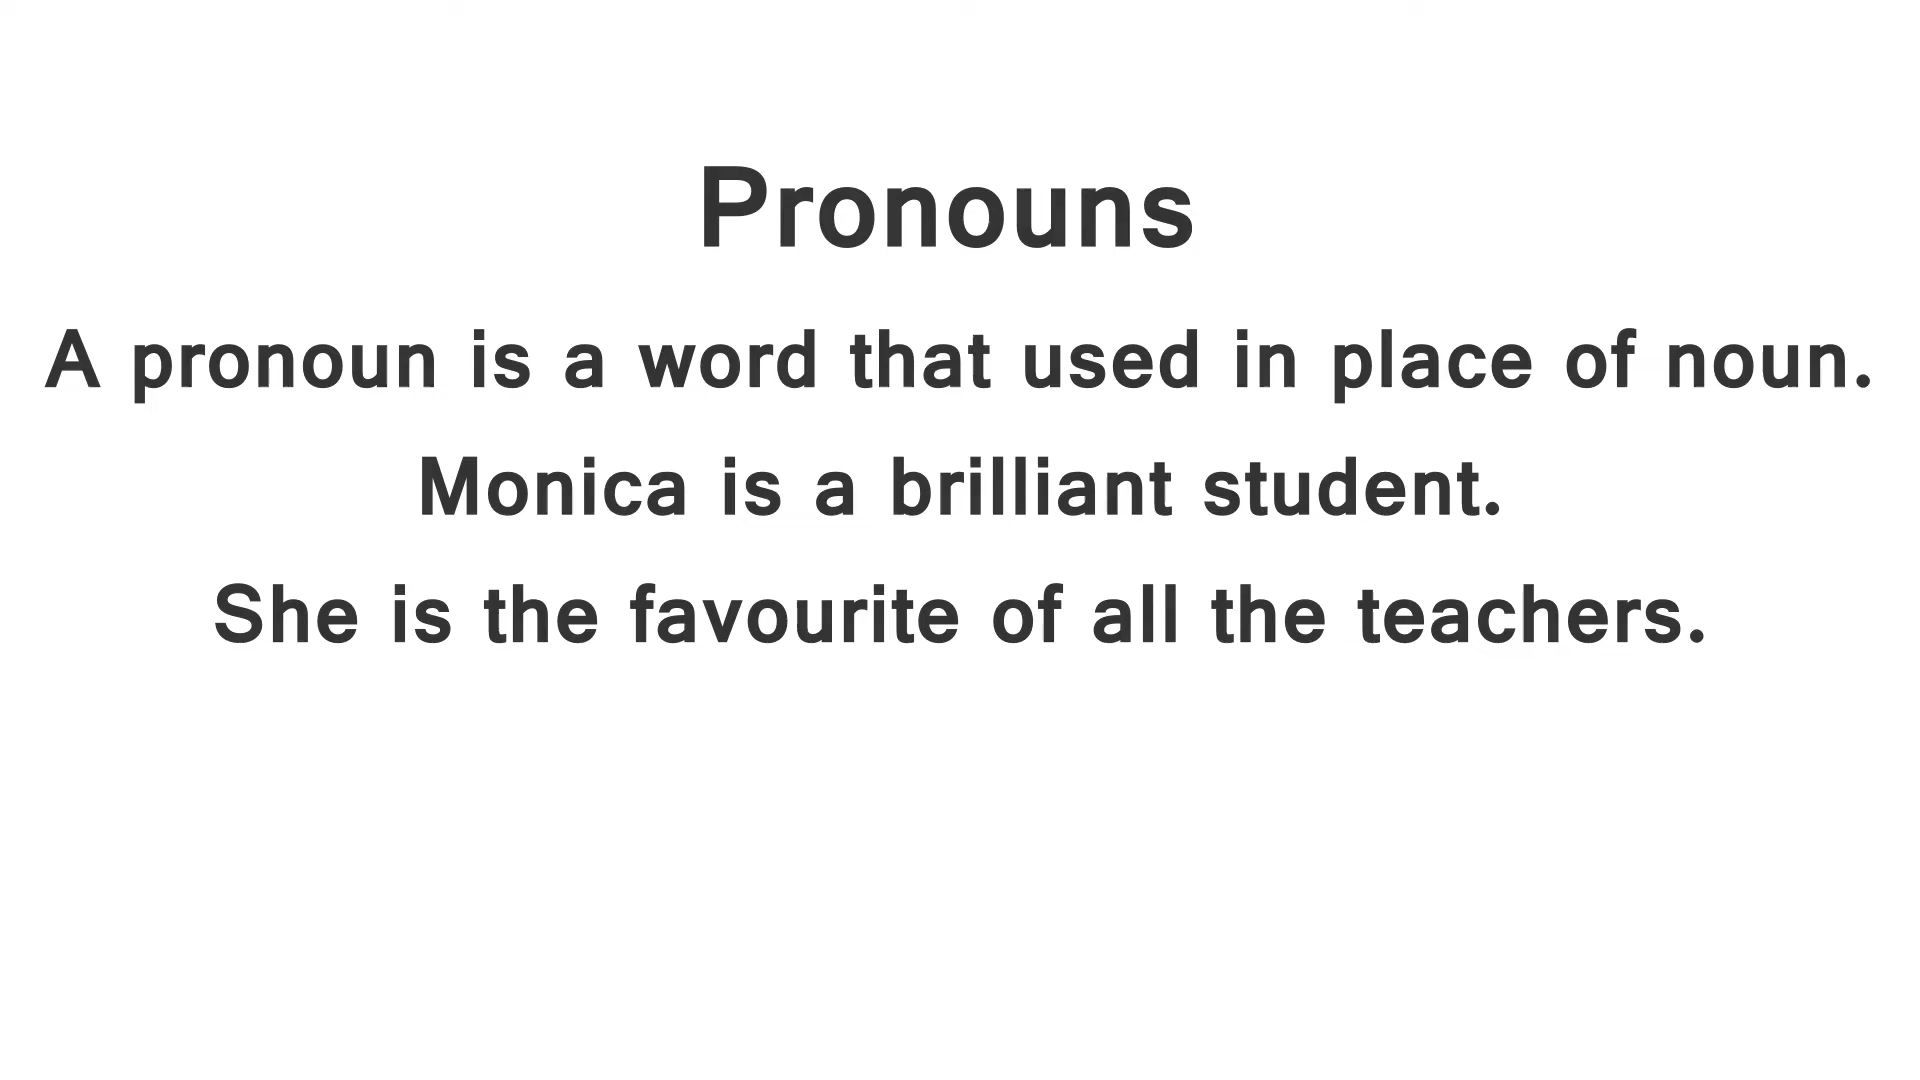 Pronouns
A pronoun is a word that used in place of noun.
Monica is a brilliant student.
She is the favourite of all the teachers.